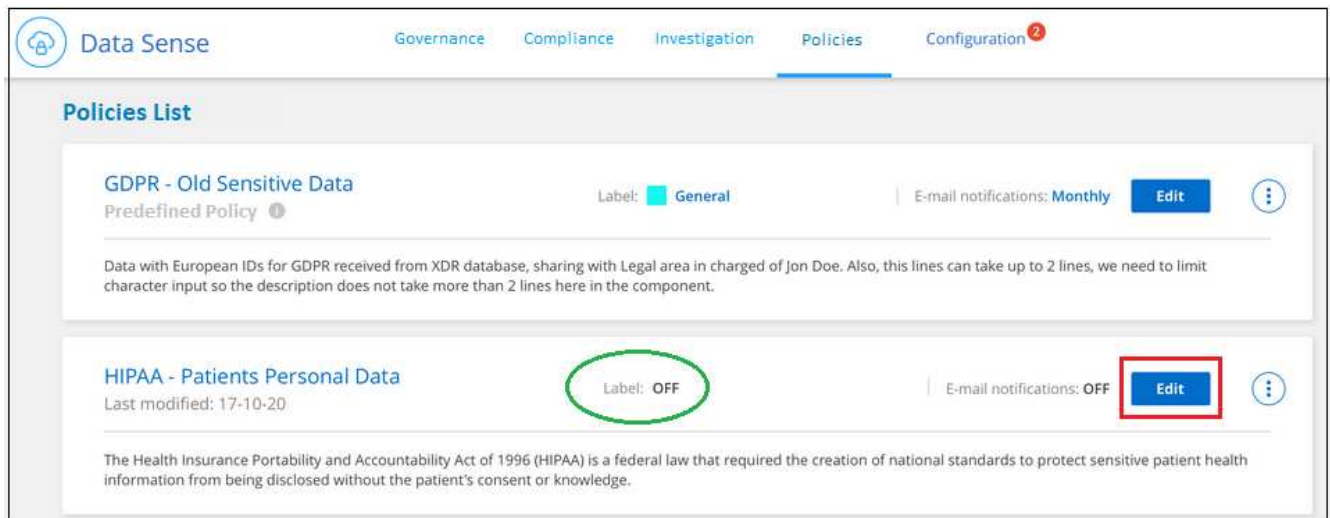 Data Sense Governance Compliance Investigation Policies Configuration 2
Policies List
GDPR - Old Sensitive Data
Label: General E-mail notifications: Monthly Edit
Predefined Policy i
Data with European IDs for GDPR received from XDR database, sharing with Legal area in charged of Jon Doe. Also, this lines can take up to 2 lines, we need to limit
character input so the description does not take more than 2 lines here in the component.
HIPAA - Patients Personal Data
Label: OFF E-mail notifications: OFF Edit
Last modified: 17-10-20
The Health Insurance Portability and Accountability Act of 1996 (HIPAA) is a federal law that required the creation of national standards to protect sensitive patient health
information from being disclosed without the patient's consent or knowledge.